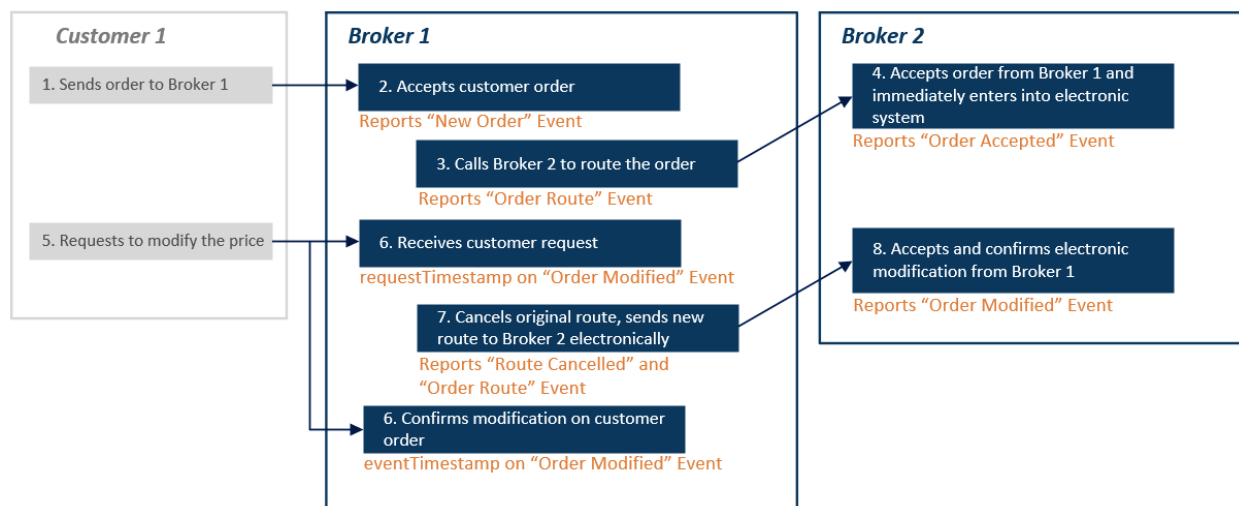 Customer 1
1. Sends order to Broker 1
5. Requests to modify the price
Broker 1
2. Accepts customer order
Reports “New Order” Event
3. Calls Broker 2 to route the order
Reports “Order Route” Event
6. Receives customer request
requestTimestamp on “Order Modified” Event
7. Cancels original route, sends new
route to Broker 2 electronically
Reports “Route Cancelled” and
“Order Route” Event
6. Confirms modification on customer
order
eventTimestamp on “Order Modified” Event
Broker 2
4. Accepts order from Broker 1 and
immediately enters into electronic
system
Reports “Order Accepted” Event
8. Accepts and confirms electronic
modification from Broker 1
Reports “Order Modified” Event